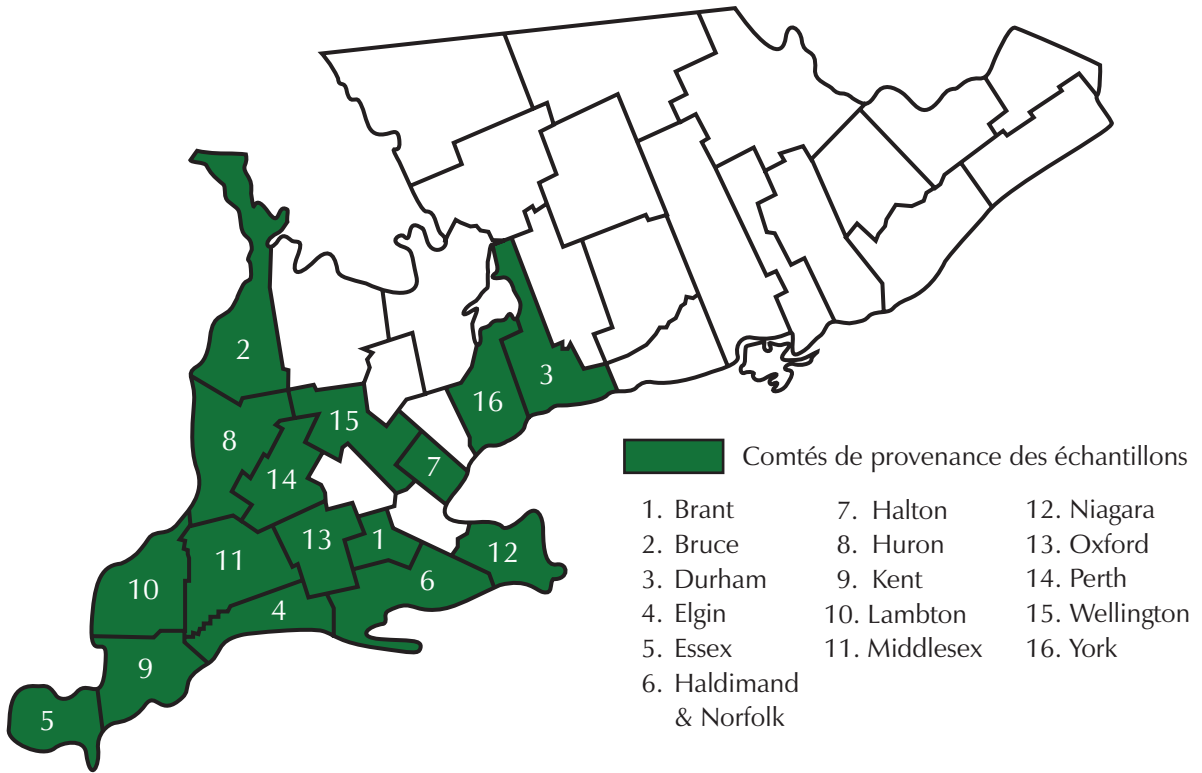 2
3
16
15
8
7
14
1
13
12
11
6
10
4
9
5
Comtés de provenance des échantillons
1. Brant
2. Bruce
3. Durham
4. Elgin
5. Essex
6. Haldimand
& Norfolk
7. Halton
8. Huron
9. Kent
10. Lambton
11. Middlesex
12. Niagara
13. Oxford
14. Perth
15. Wellington
16. York